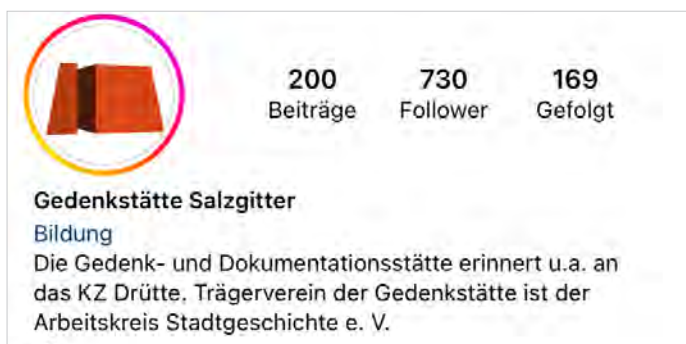 200 730 169
Beiträge Follower Gefolgt
Gedenkstätte Salzgitter
Bildung
Die Gedenk- und Dokumentationsstätte erinnert u.a. an
das KZ Drütte. Trägerverein der Gedenkstätte ist der
Arbeitskreis Stadtgeschichte e. V.